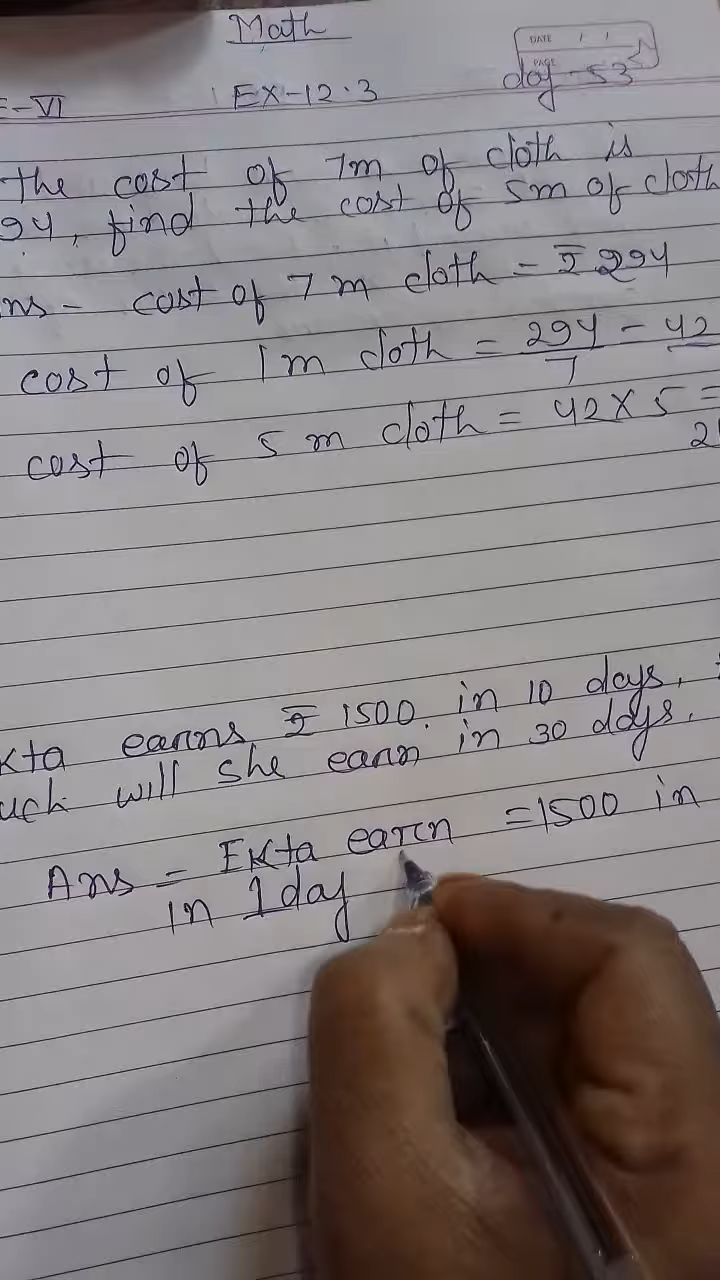 Math
DATE / /
PAGE
day-53
E-VI
EX-12.3
The cost of 7m of cloth is
94, find the cost of 5m of cloth
ns - cost of 7 m cloth = ₹ 294
cost of 1m cloth = 294/7 = 42
cost of 5 m cloth = 42 × 5 =
2
kta earns ₹ 1500 in 10 days.
uch will she earn in 30 days.
Ans - Ekta earn = 1500 in
in 1 day